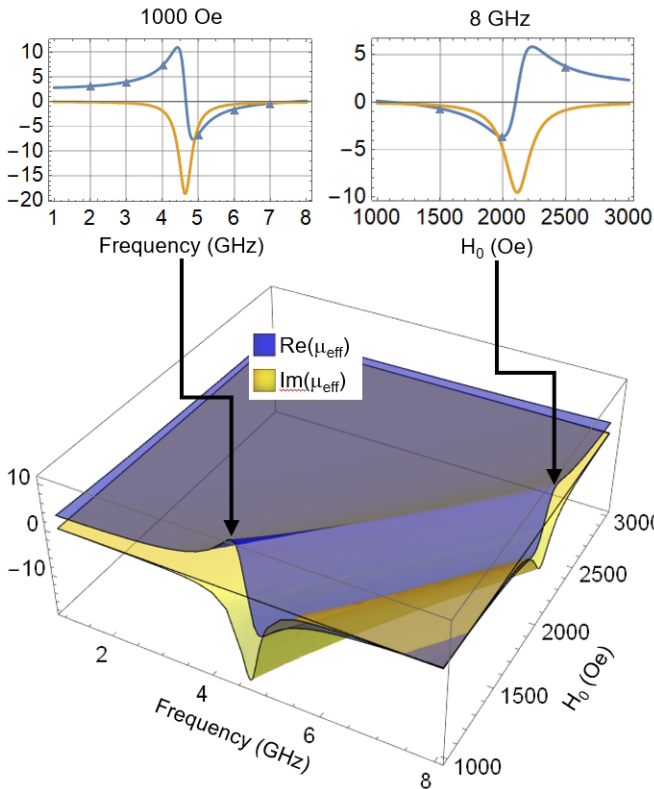 1000 Oe
8 GHz
10
5
0
−5
−10
−15
−20
1 2 3 4 5 6 7 8
Frequency (GHz)
5
0
−5
−10
1000 1500 2000 2500 3000
H₀ (Oe)
Re(μeff)
Im(μeff)
10
0
−10
2
4
6
8
Frequency (GHz)
1000
1500
2000
2500
3000
H₀ (Oe)